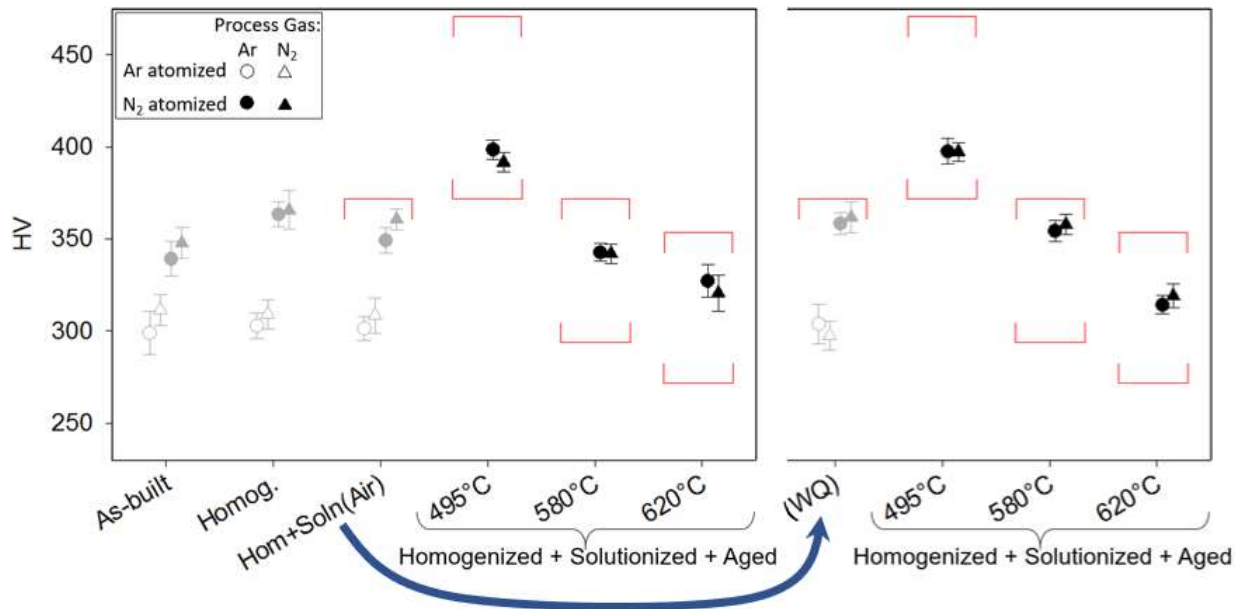 Process Gas:
Ar N₂
Ar atomized
N₂ atomized
HV
450
400
350
300
250
As-built
Homog.
Hom+Soln(Air)
495°C
580°C
620°C
(WQ)
495°C
580°C
620°C
Homogenized + Solutionized + Aged
Homogenized + Solutionized + Aged